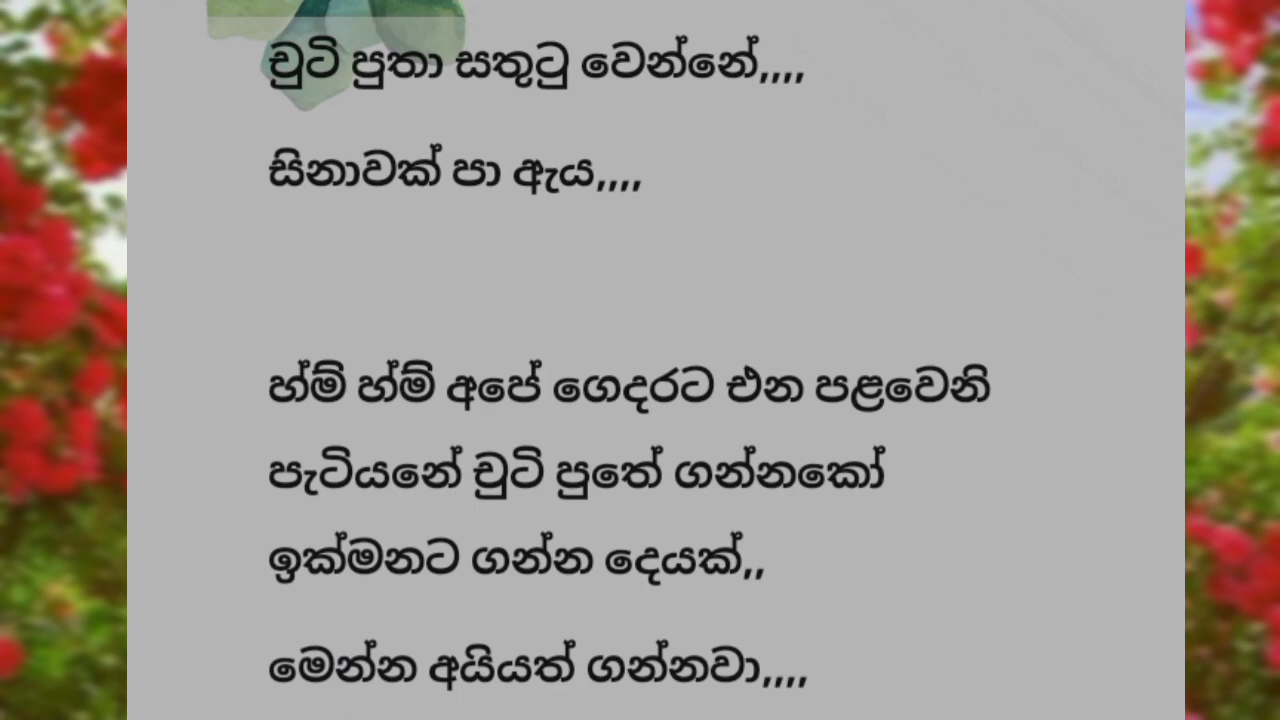 චුටි පුතා සතුටු වෙන්නේ,,,,
සිනාවක් පා ඇය,,,,
හ්ම් හ්ම් අපේ ගෙදරට එන පළවෙනි
පැටියනේ චුටි පුතේ ගන්නකෝ
ඉක්මනට ගන්න දෙයක්,,
මෙන්න අයියත් ගන්නවා,,,,